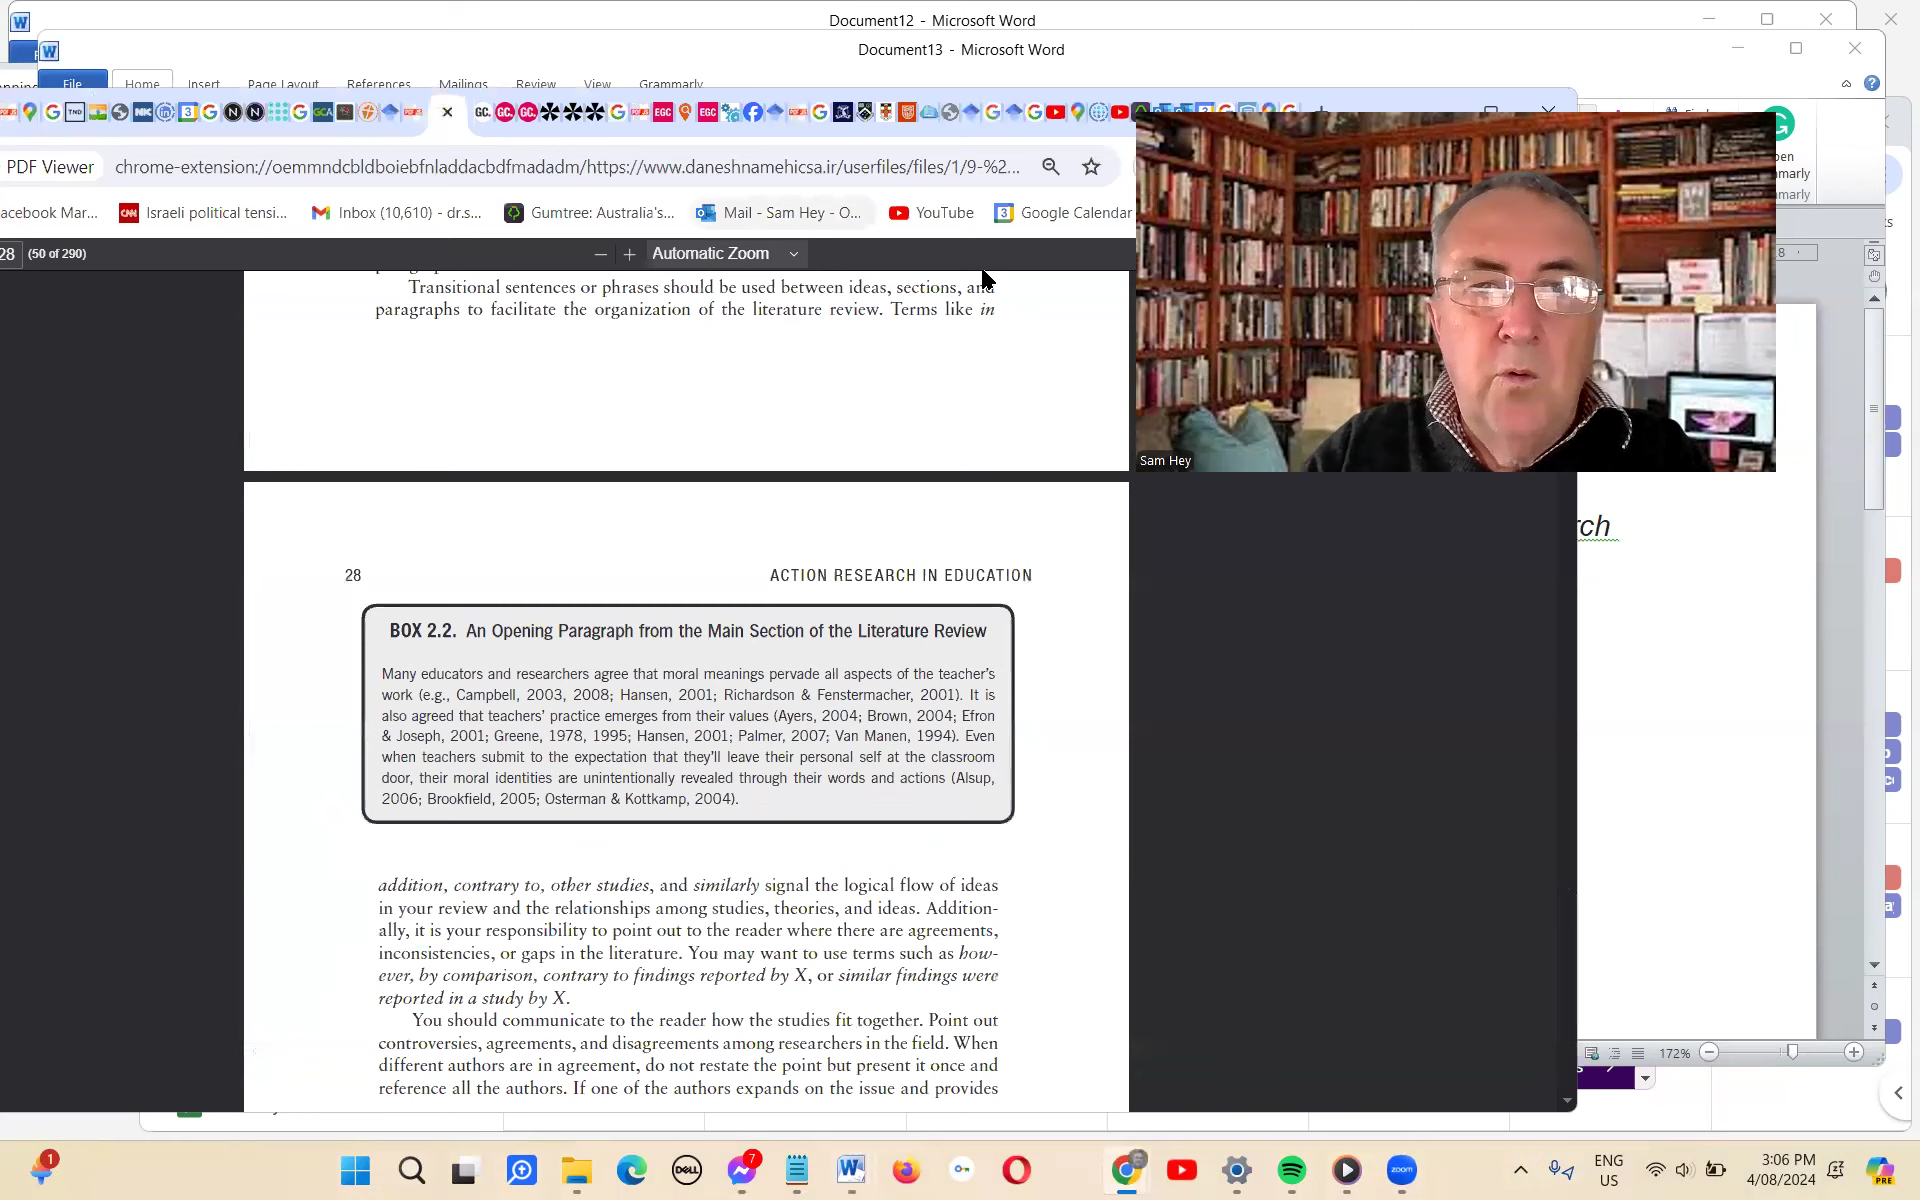 Document12 - Microsoft Word
Document13 - Microsoft Word
File Home Insert Page Layout References Mailings Review View Grammarly
PDF Viewer chrome-extension://oemmndcbldboiebfnladdacbdfmadadm/https://www.daneshnamehicsa.ir/userfiles/files/1/9-%2...
acebook Mar... Israeli political tensi... Inbox (10,610) - dr.s... Gumtree: Australia's... Mail - Sam Hey - O... YouTube Google Calendar
28 (50 of 290) Automatic Zoom
Transitional sentences or phrases should be used between ideas, sections, and
paragraphs to facilitate the organization of the literature review. Terms like in
Sam Hey
rch
28 ACTION RESEARCH IN EDUCATION
BOX 2.2. An Opening Paragraph from the Main Section of the Literature Review
Many educators and researchers agree that moral meanings pervade all aspects of the teacher's
work (e.g., Campbell, 2003, 2008; Hansen, 2001; Richardson & Fenstermacher, 2001). It is
also agreed that teachers' practice emerges from their values (Ayers, 2004; Brown, 2004; Efron
& Joseph, 2001; Greene, 1978, 1995; Hansen, 2001; Palmer, 2007; Van Manen, 1994). Even
when teachers submit to the expectation that they'll leave their personal self at the classroom
door, their moral identities are unintentionally revealed through their words and actions (Alsup,
2006; Brookfield, 2005; Osterman & Kottkamp, 2004).
addition, contrary to, other studies, and similarly signal the logical flow of ideas
in your review and the relationships among studies, theories, and ideas. Addition-
ally, it is your responsibility to point out to the reader where there are agreements,
inconsistencies, or gaps in the literature. You may want to use terms such as how-
ever, by comparison, contrary to findings reported by X, or similar findings were
reported in a study by X.
You should communicate to the reader how the studies fit together. Point out
controversies, agreements, and disagreements among researchers in the field. When
different authors are in agreement, do not restate the point but present it once and
reference all the authors. If one of the authors expands on the issue and provides
172%
ENG
US
3:06 PM
4/08/2024